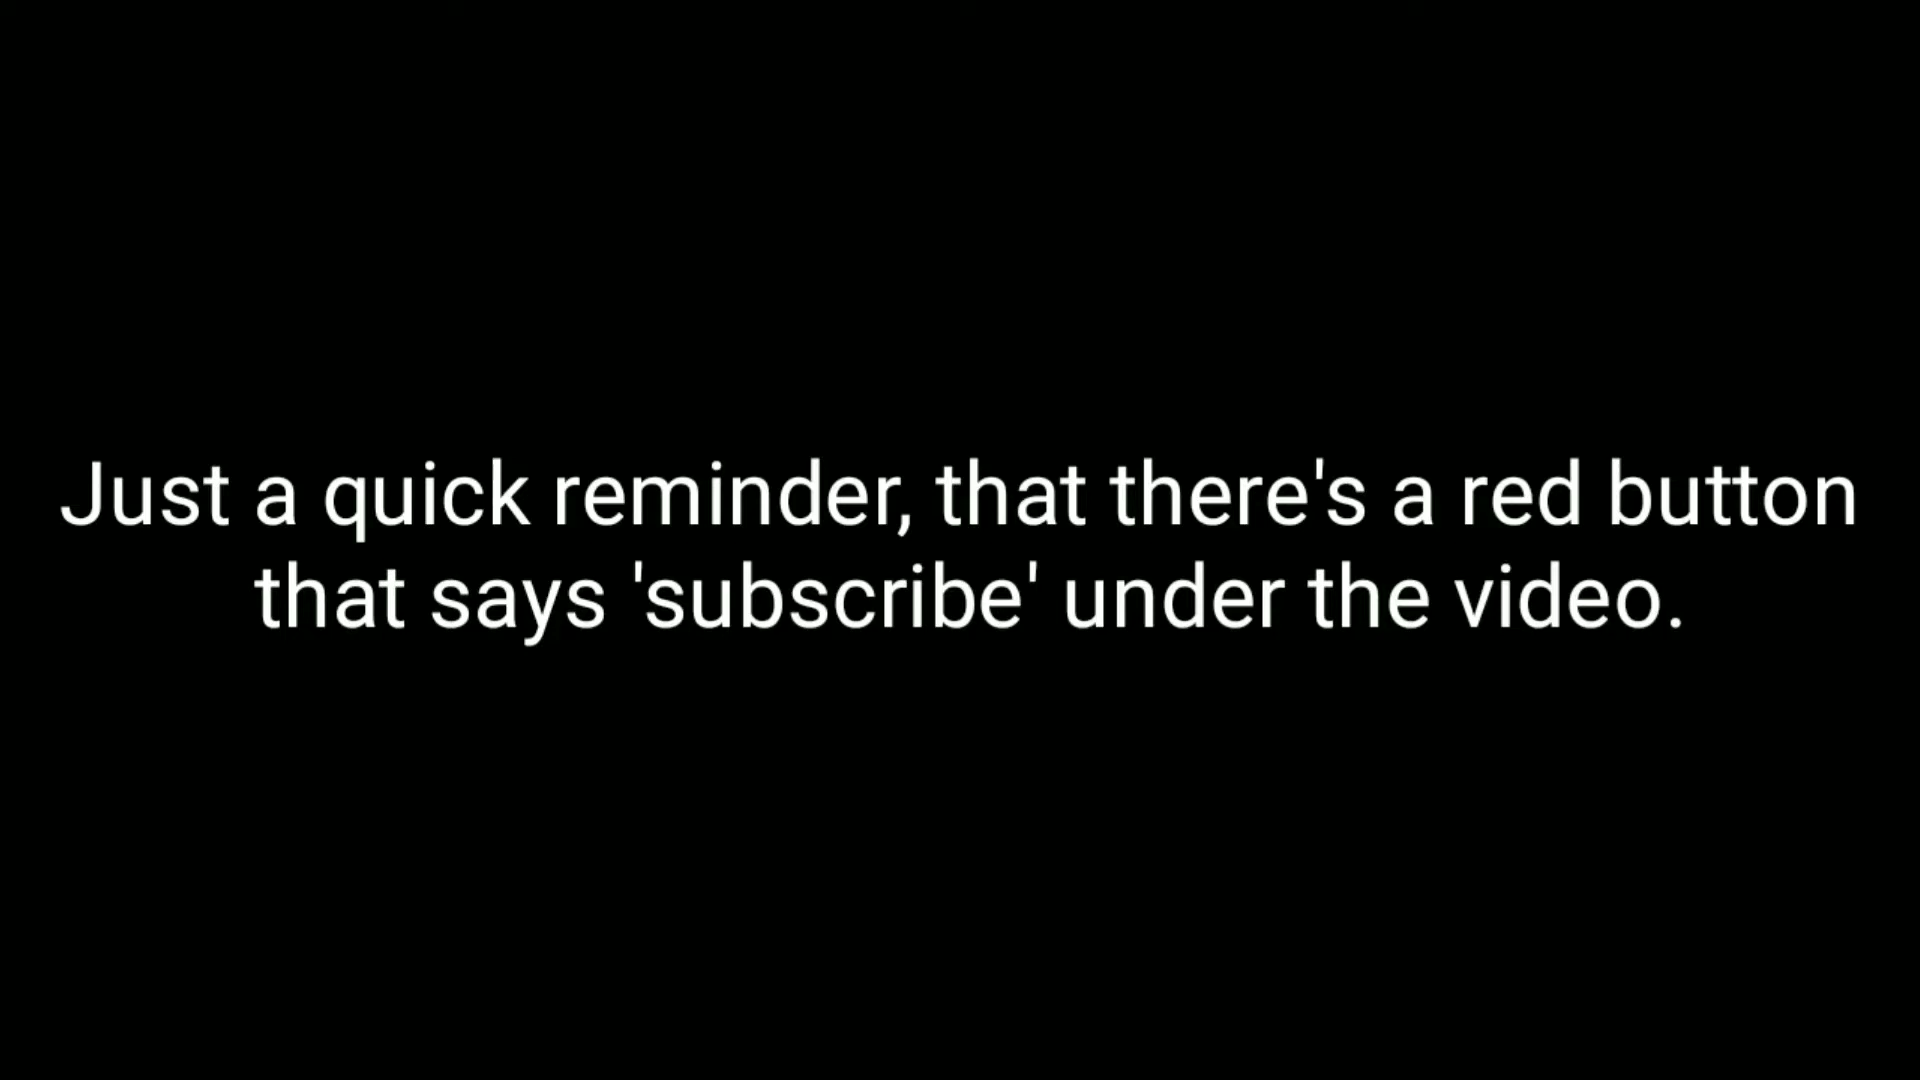 Just a quick reminder, that there's a red button
that says 'subscribe' under the video.